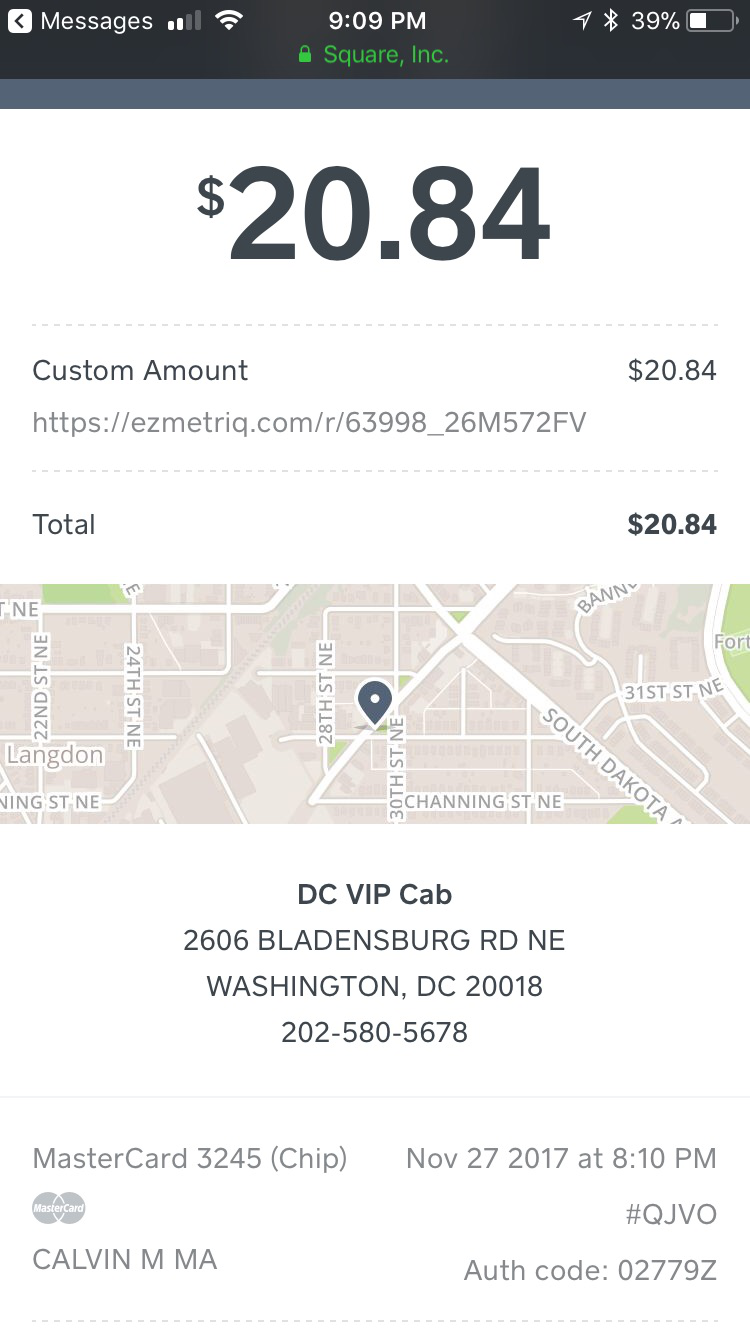 Messages 9:09 PM 39%
Square, Inc.
$20.84
Custom Amount $20.84
https://ezmetriq.com/r/63998_26M572FV
Total $20.84
T NE
22ND ST NE
24TH ST NE
28TH ST NE
30TH ST NE
BANN
Fort
31ST ST NE
SOUTH DAKOTA A
Langdon
NING ST NE
CHANNING ST NE
DC VIP Cab
2606 BLADENSBURG RD NE
WASHINGTON, DC 20018
202-580-5678
MasterCard 3245 (Chip) Nov 27 2017 at 8:10 PM
MasterCard
#QJVO
CALVIN M MA
Auth code: 02779Z